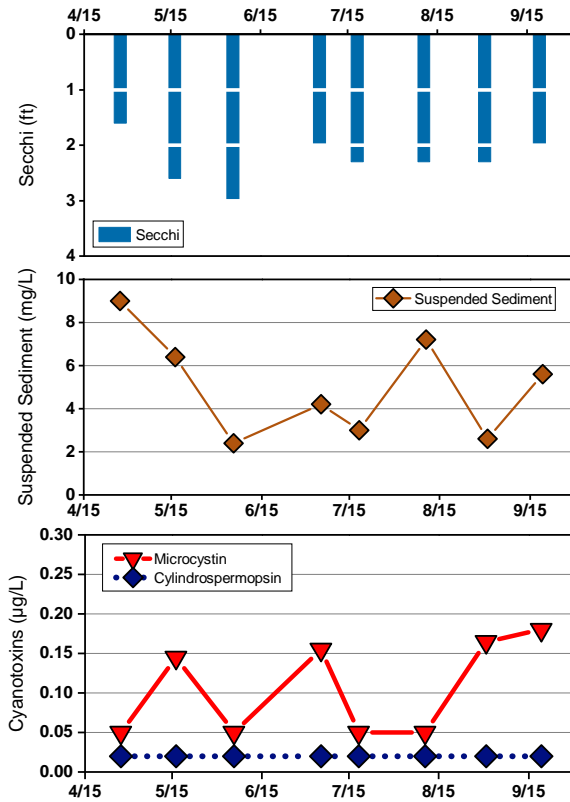 4/15 5/15 6/15 7/15 8/15 9/15
0
1
2
3
4
Secchi (ft)
Secchi
10
8
6
4
2
0
Suspended Sediment (mg/L)
Suspended Sediment
4/15 5/15 6/15 7/15 8/15 9/15
0.30
0.25
0.20
0.15
0.10
0.05
0.00
Cyanotoxins (µg/L)
Microcystin
Cylindrospermopsin
4/15 5/15 6/15 7/15 8/15 9/15